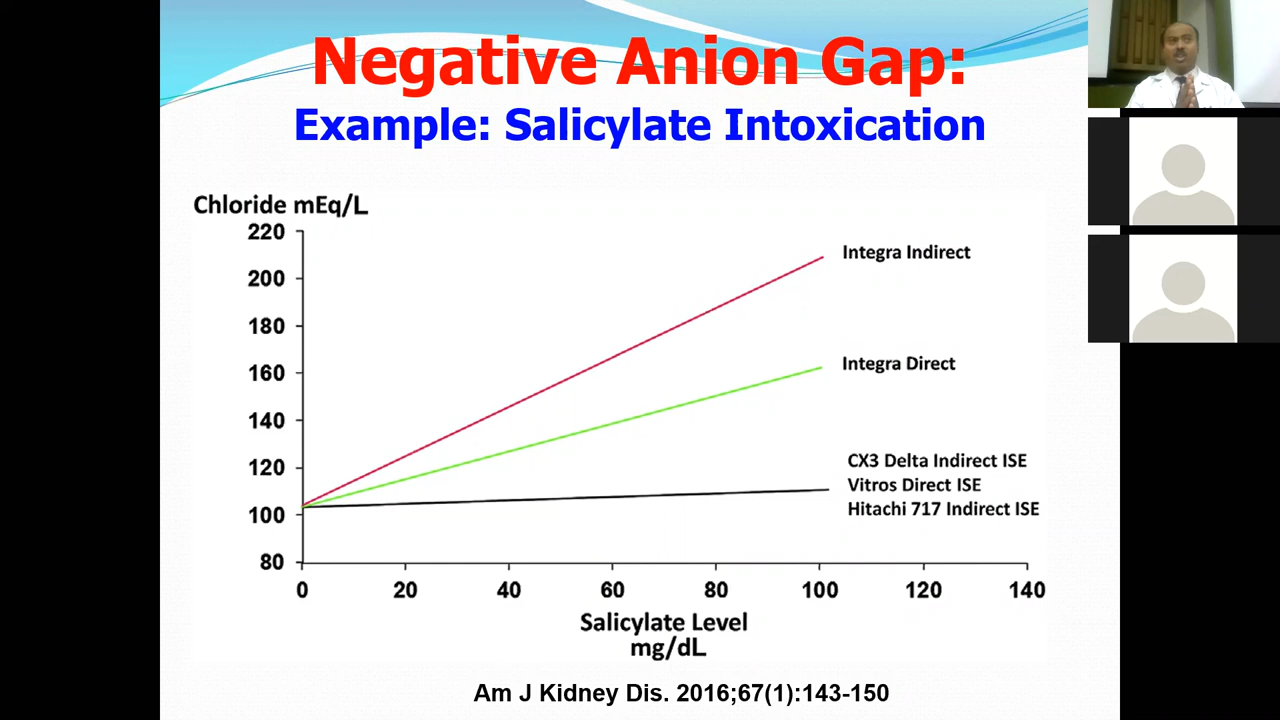 Negative Anion Gap:
Example: Salicylate Intoxication
Chloride mEq/L
220
200
180
160
140
120
100
80
Integra Indirect
Integra Direct
CX3 Delta Indirect ISE
Vitros Direct ISE
Hitachi 717 Indirect ISE
0 20 40 60 80 100 120 140
Salicylate Level
mg/dL
Am J Kidney Dis. 2016;67(1):143-150